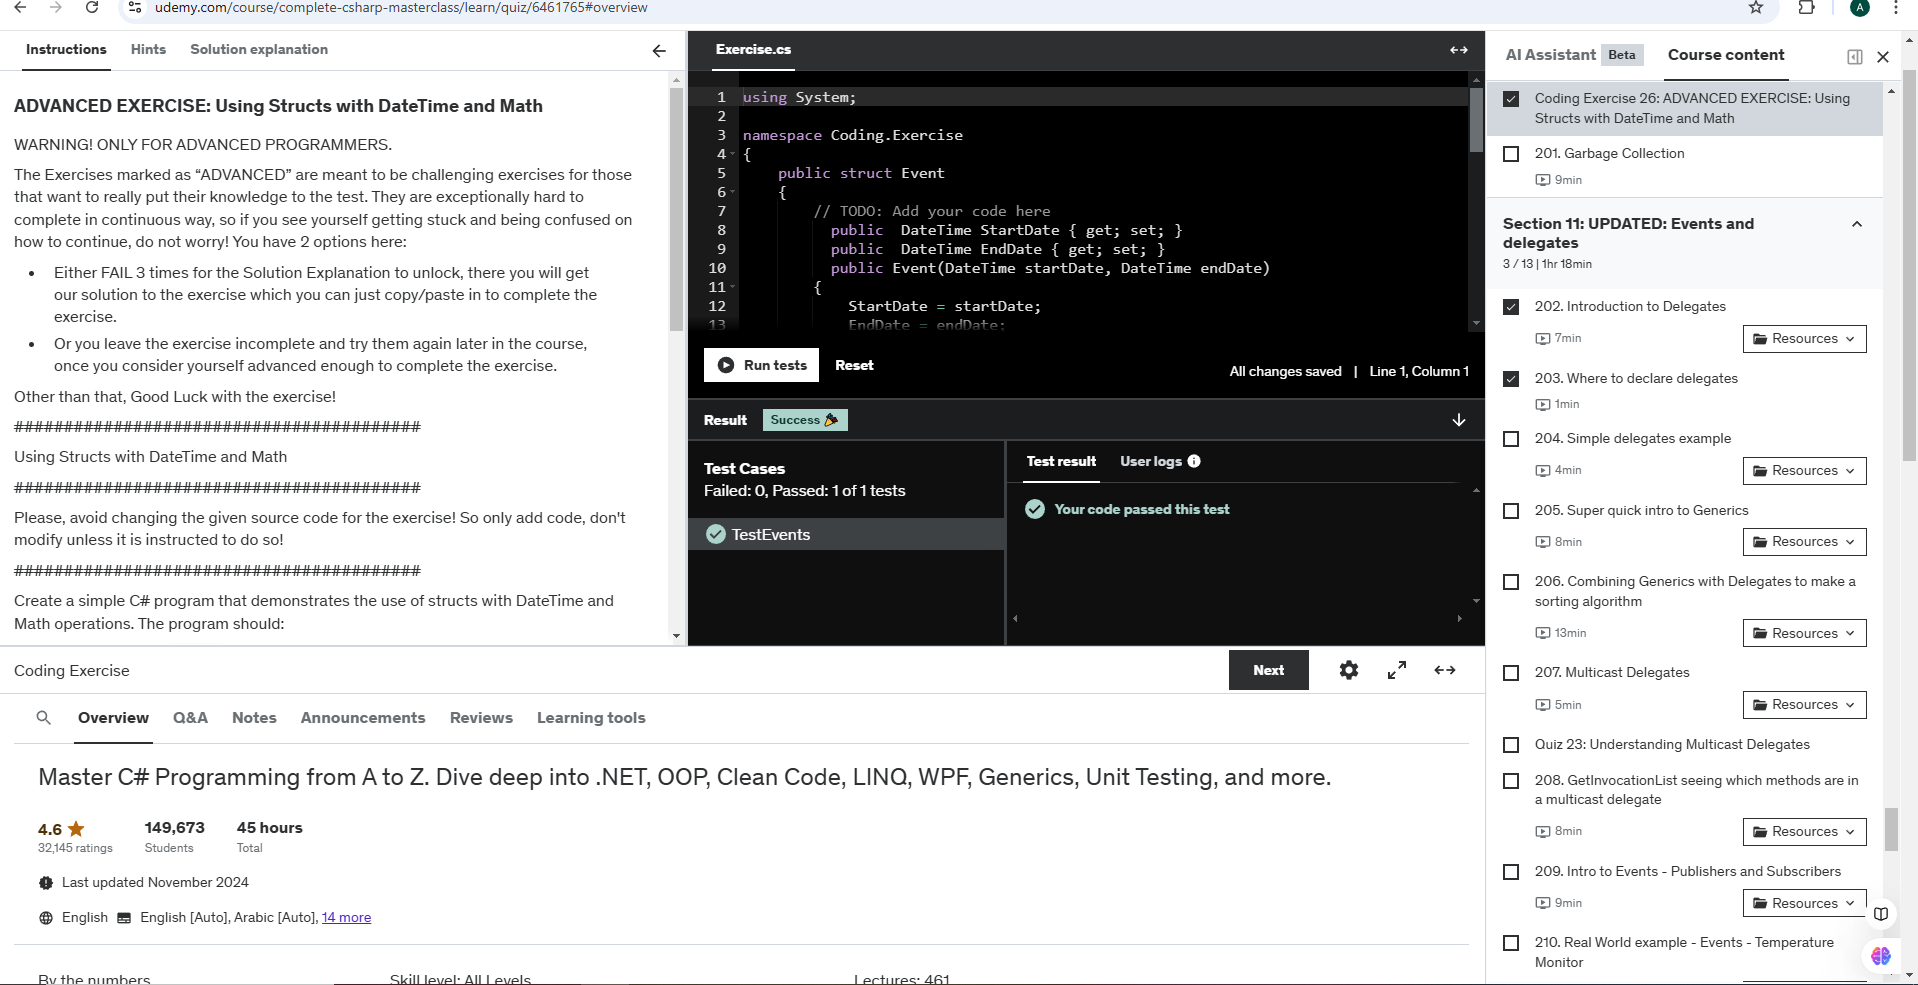 udemy.com/course/complete-csharp-masterclass/learn/quiz/6461765#overview
A
Instructions
Hints
Solution explanation
ADVANCED EXERCISE: Using Structs with DateTime and Math
WARNING! ONLY FOR ADVANCED PROGRAMMERS.
The Exercises marked as “ADVANCED” are meant to be challenging exercises for those
that want to really put their knowledge to the test. They are exceptionally hard to
complete in continuous way, so if you see yourself getting stuck and being confused on
how to continue, do not worry! You have 2 options here:
• Either FAIL 3 times for the Solution Explanation to unlock, there you will get
our solution to the exercise which you can just copy/paste in to complete the
exercise.
• Or you leave the exercise incomplete and try them again later in the course,
once you consider yourself advanced enough to complete the exercise.
Other than that, Good Luck with the exercise!
#########################################
Using Structs with DateTime and Math
#########################################
Please, avoid changing the given source code for the exercise! So only add code, don't
modify unless it is instructed to do so!
#########################################
Create a simple C# program that demonstrates the use of structs with DateTime and
Math operations. The program should:
Exercise.cs
1 using System;
2
3 namespace Coding.Exercise
4 {
5 public struct Event
6 {
7 // TODO: Add your code here
8 public DateTime StartDate { get; set; }
9 public DateTime EndDate { get; set; }
10 public Event(DateTime startDate, DateTime endDate)
11 {
12 StartDate = startDate;
13 EndDate = endDate;
Run tests
Reset
All changes saved | Line 1, Column 1
Result
Success
Test Cases
Failed: 0, Passed: 1 of 1 tests
TestEvents
Test result
User logs
Your code passed this test
Coding Exercise
Next
Overview
Q&A
Notes
Announcements
Reviews
Learning tools
Master C# Programming from A to Z. Dive deep into .NET, OOP, Clean Code, LINQ, WPF, Generics, Unit Testing, and more.
4.6
149,673
45 hours
32,145 ratings
Students
Total
Last updated November 2024
English
English [Auto], Arabic [Auto], 14 more
By the numbers
Skill level: All Levels
Lectures: 461
AI Assistant
Beta
Course content
Coding Exercise 26: ADVANCED EXERCISE: Using
Structs with DateTime and Math
201. Garbage Collection
9min
Section 11: UPDATED: Events and
delegates
3 / 13 | 1hr 18min
202. Introduction to Delegates
7min
Resources
203. Where to declare delegates
1min
204. Simple delegates example
4min
Resources
205. Super quick intro to Generics
8min
Resources
206. Combining Generics with Delegates to make a
sorting algorithm
13min
Resources
207. Multicast Delegates
5min
Resources
Quiz 23: Understanding Multicast Delegates
208. GetInvocationList seeing which methods are in
a multicast delegate
8min
Resources
209. Intro to Events - Publishers and Subscribers
9min
Resources
210. Real World example - Events - Temperature
Monitor